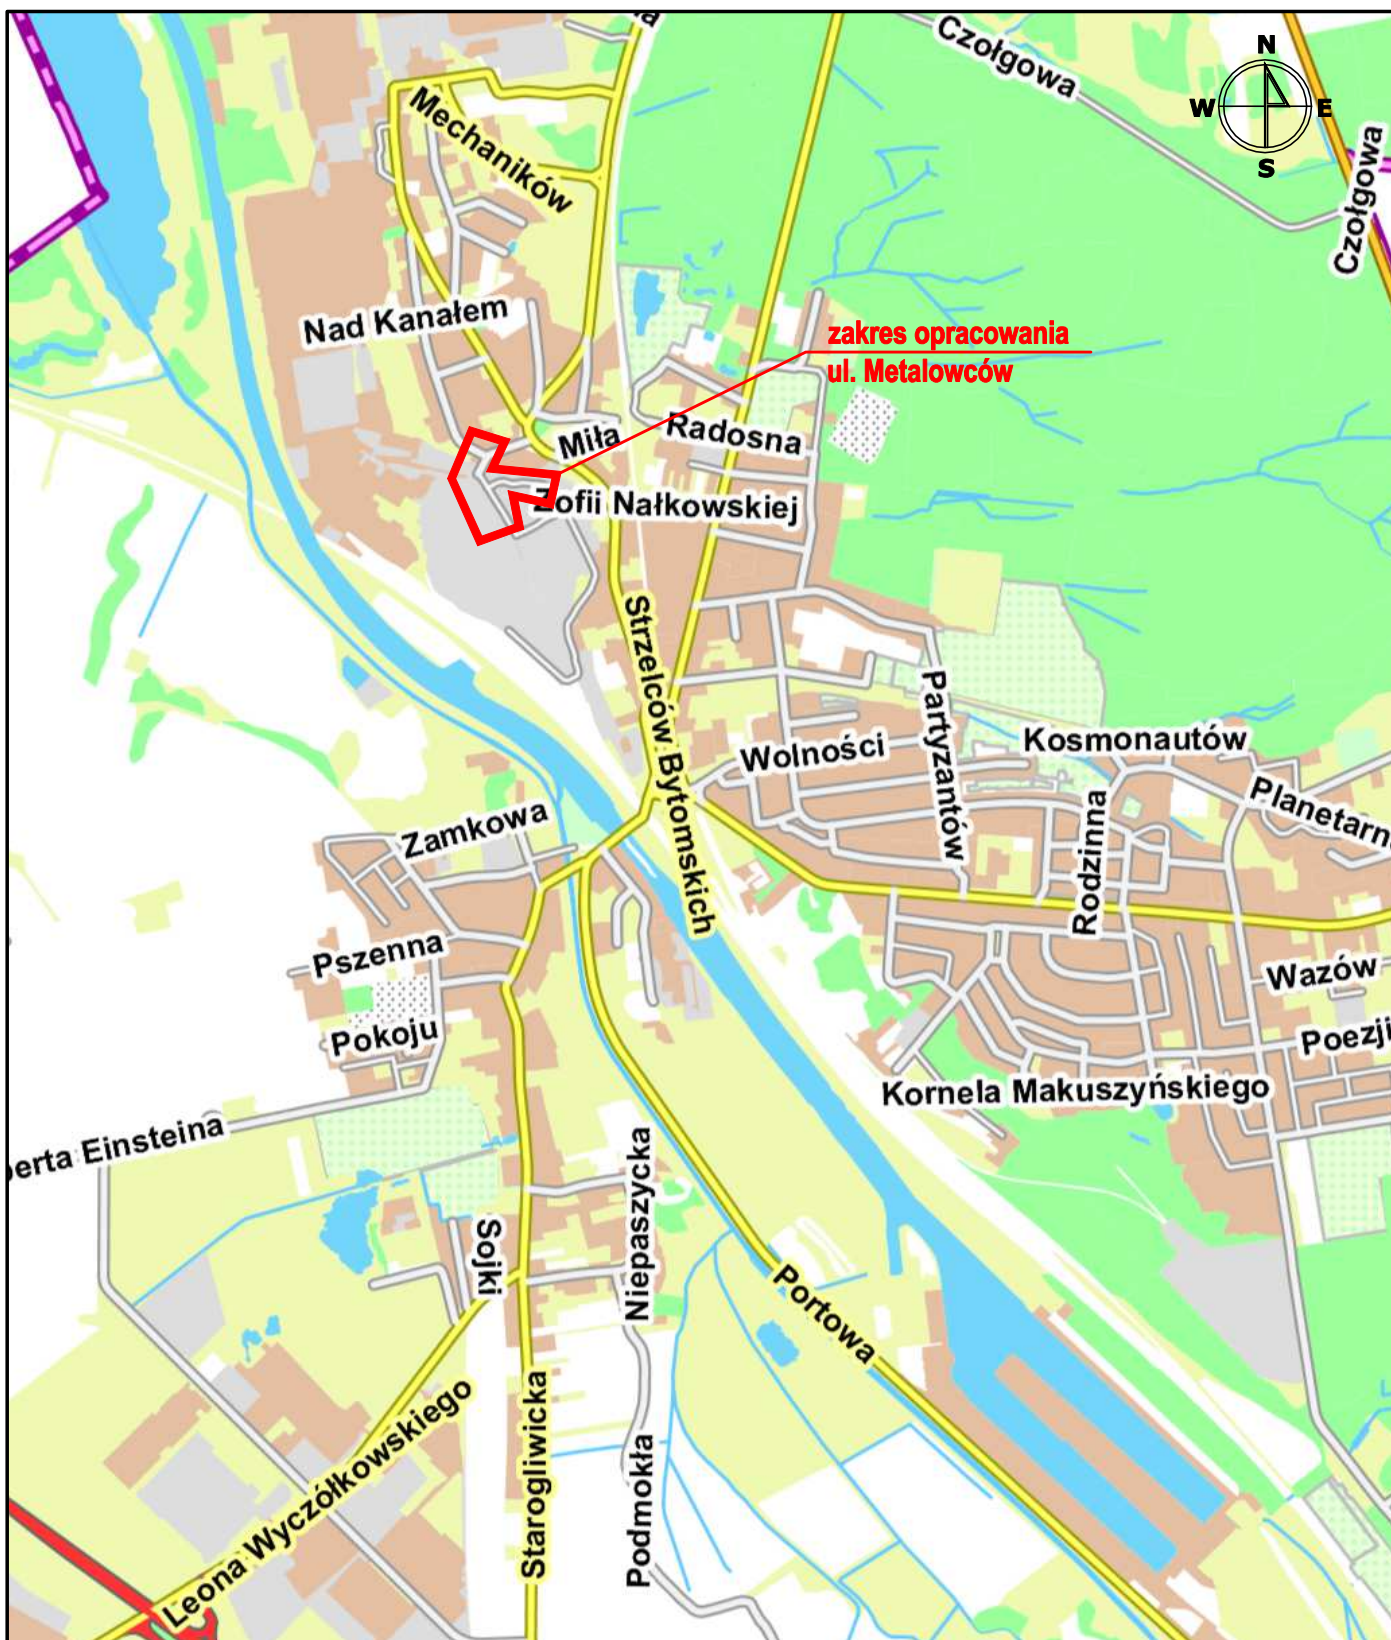 Czołgowa
N
W
E
S
Mechaników
Czołgowa
Nad Kanałem
zakres opracowania
ul. Metalowców
Miła
Radosna
Zofii Nałkowskiej
Strzelców Bytomskich
Partyzantów
Wolności
Kosmonautów
Planetarn
Zamkowa
Rodzinna
Pszenna
Wazów
Pokoju
Poezji
Kornela Makuszyńskiego
berta Einsteina
Niepaszycka
Sojki
Portowa
Starogliwicka
Leona Wyczółkowskiego
Podmokła